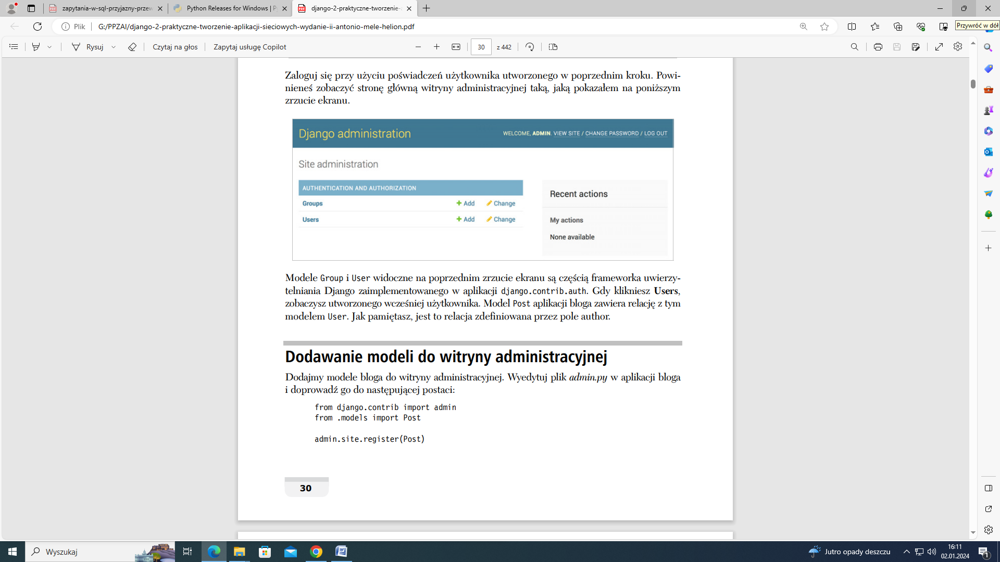 zapytania-w-sql-przyjazny-przew
Python Releases for Windows | Py
django-2-praktyczne-tworzenie-a
Plik
G:/PPZAI/django-2-praktyczne-tworzenie-aplikacji-sieciowych-wydanie-ii-antonio-mele-helion.pdf
Przywróć w dół
Rysuj
Czytaj na głos
Zapytaj usługę Copilot
30
z 442
Zaloguj się przy użyciu poświadczeń użytkownika utworzonego w poprzednim kroku. Powi-
nieneś zobaczyć stronę główną witryny administracyjnej taką, jaką pokazałem na poniższym
zrzucie ekranu.
Django administration
WELCOME, ADMIN. VIEW SITE / CHANGE PASSWORD / LOG OUT
Site administration
AUTHENTICATION AND AUTHORIZATION
Groups
Add
Change
Users
Add
Change
Recent actions
My actions
None available
Modele Group i User widoczne na poprzednim zrzucie ekranu są częścią frameworka uwierzy-
telniania Django zaimplementowanego w aplikacji django.contrib.auth. Gdy klikniesz Users,
zobaczysz utworzonego wcześniej użytkownika. Model Post aplikacji bloga zawiera relację z tym
modelem User. Jak pamiętasz, jest to relacja zdefiniowana przez pole author.
Dodawanie modeli do witryny administracyjnej
Dodajmy modele bloga do witryny administracyjnej. Wyedytuj plik admin.py w aplikacji bloga
i doprowadź go do następującej postaci:
from django.contrib import admin
from .models import Post
admin.site.register(Post)
30
Wyszukaj
Jutro opady deszczu
16:11
02.01.2024
1